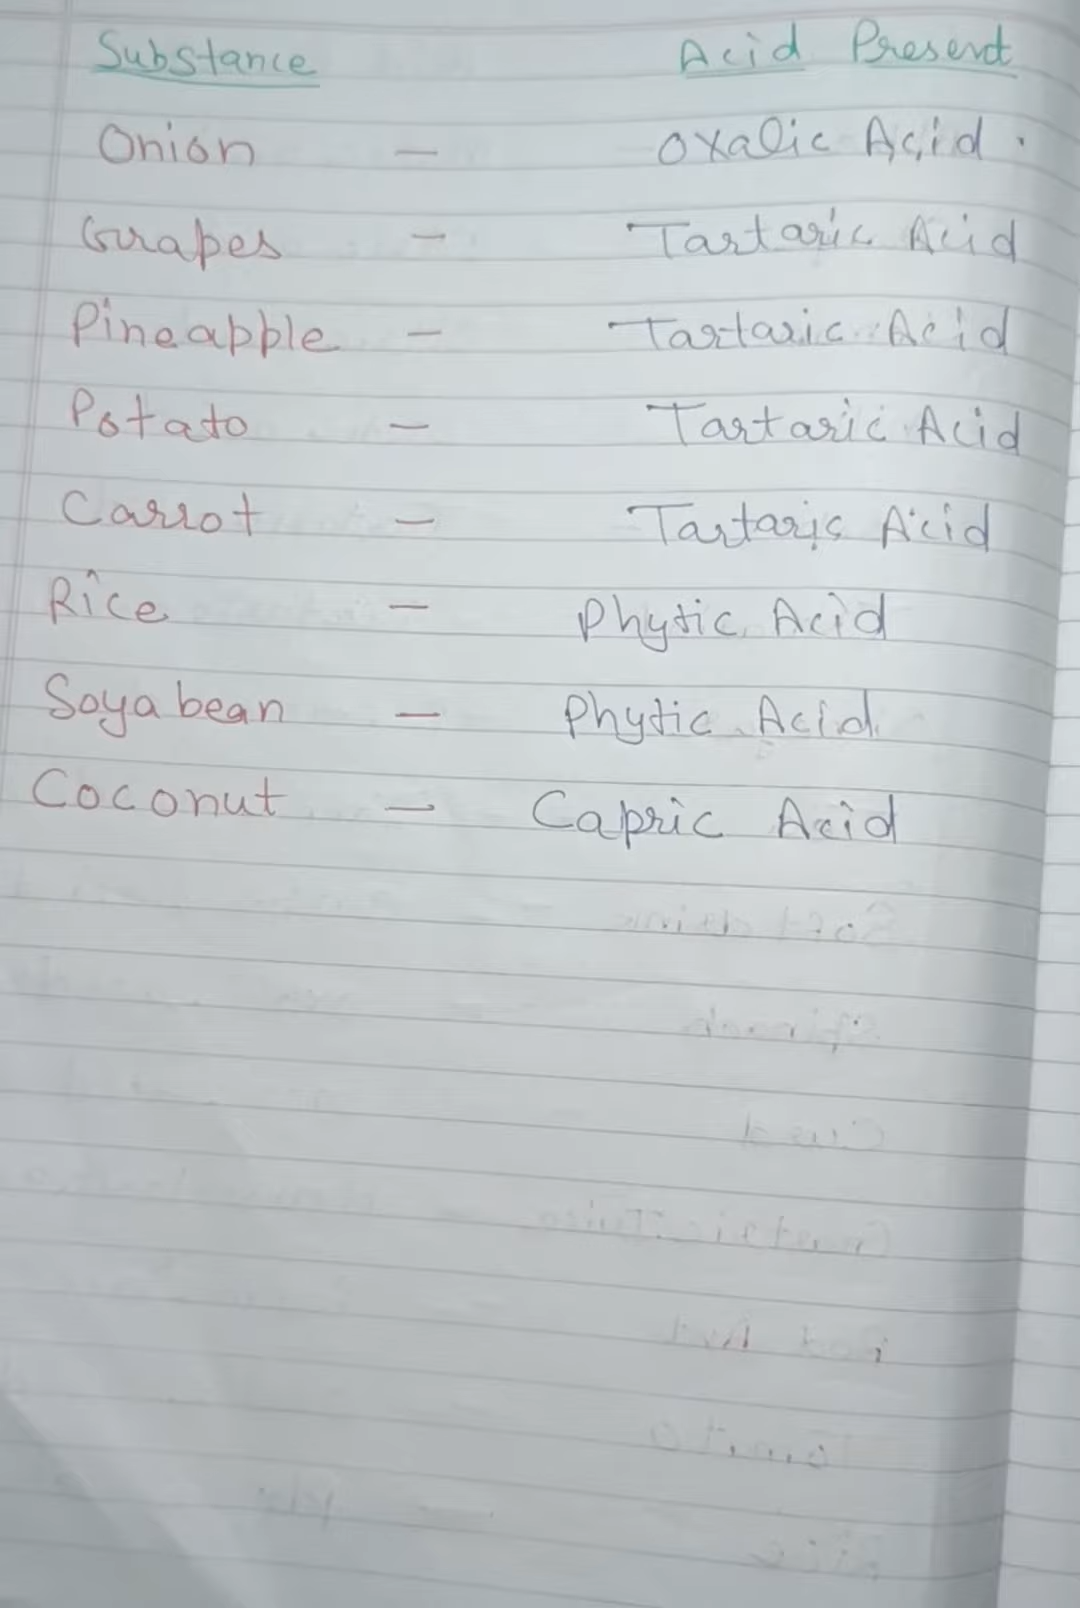 Substance Acid Present
Onion — Oxalic Acid.
Grapes — Tartaric Acid
Pineapple — Tartaric Acid
Potato — Tartaric Acid
Carrot — Tartaric Acid
Rice — Phytic Acid
Soyabean — Phytic Acid
Coconut — Capric Acid